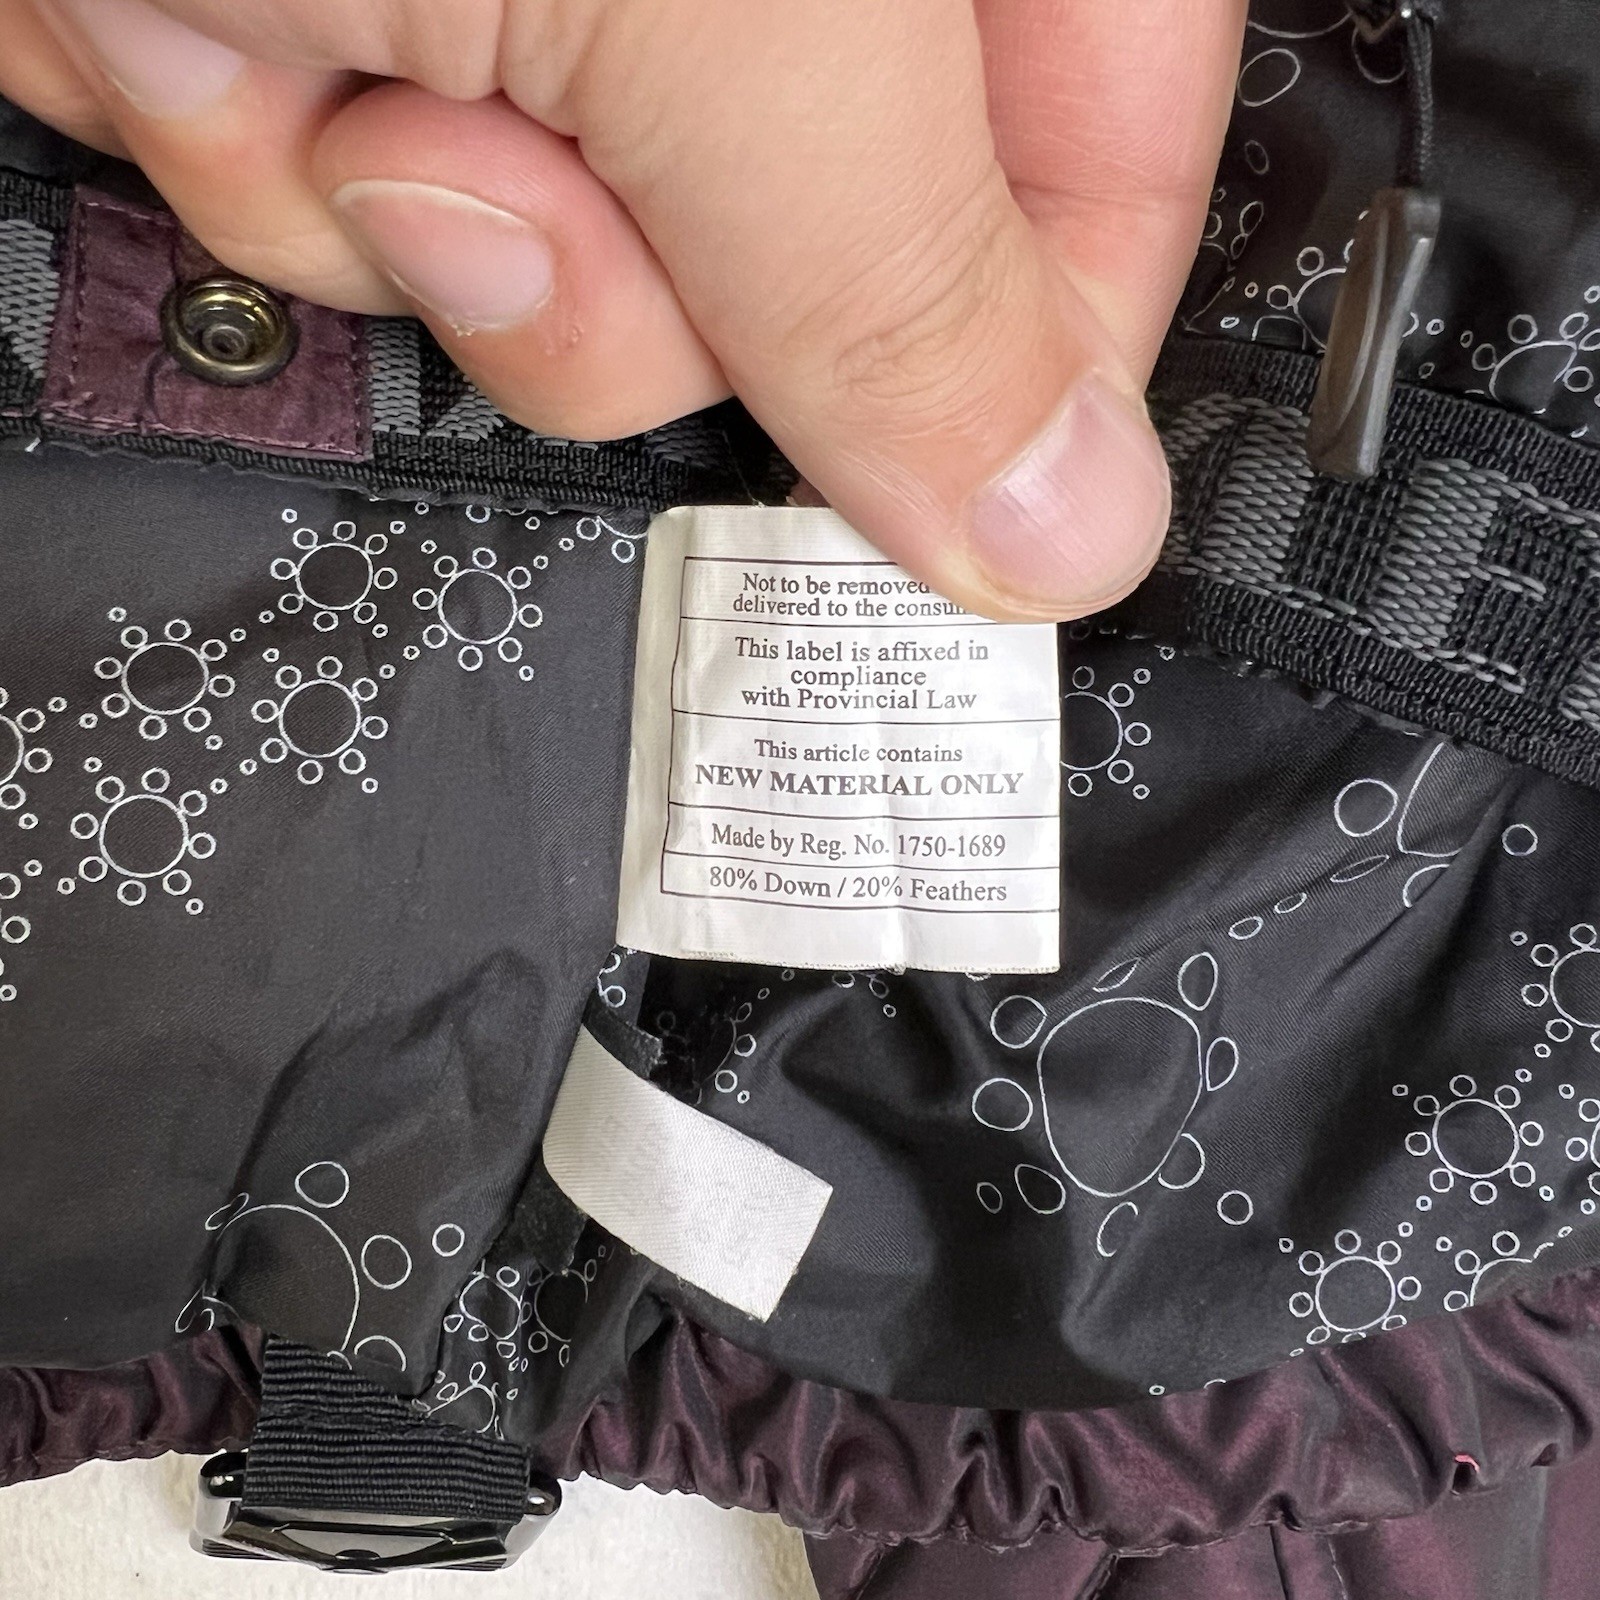 Not to be removed
delivered to the
This label is affixed in
compliance
with Provincial Law
This article contains
NEW MATERIAL ONLY
Made by Reg. No. 1750-1689
80% Down / 20% Feathers